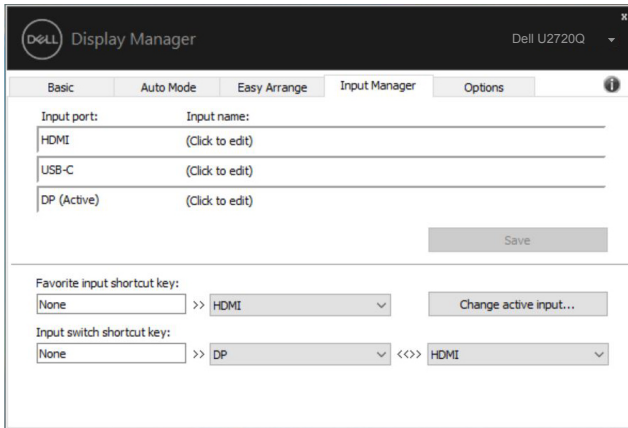 DELL Display Manager Dell U2720Q x
Basic Auto Mode Easy Arrange Input Manager Options i
Input port: Input name:
HDMI (Click to edit)
USB-C (Click to edit)
DP (Active) (Click to edit)
Save
Favorite input shortcut key:
None >> HDMI Change active input...
Input switch shortcut key:
None >> DP <<>> HDMI